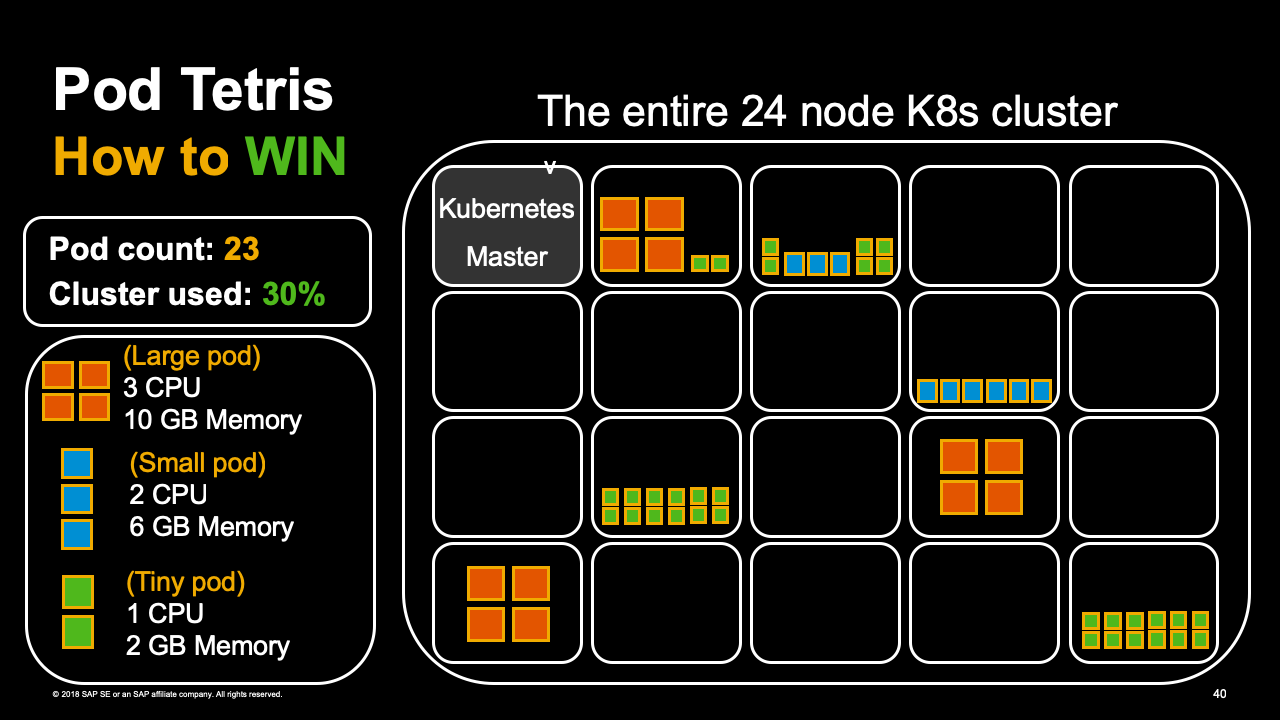 Pod Tetris
How to WIN
The entire 24 node K8s cluster
Pod count: 23
Cluster used: 30%
(Large pod)
3 CPU
10 GB Memory
(Small pod)
2 CPU
6 GB Memory
(Tiny pod)
1 CPU
2 GB Memory
v
Kubernetes
Master
© 2018 SAP SE or an SAP affiliate company. All rights reserved.
40